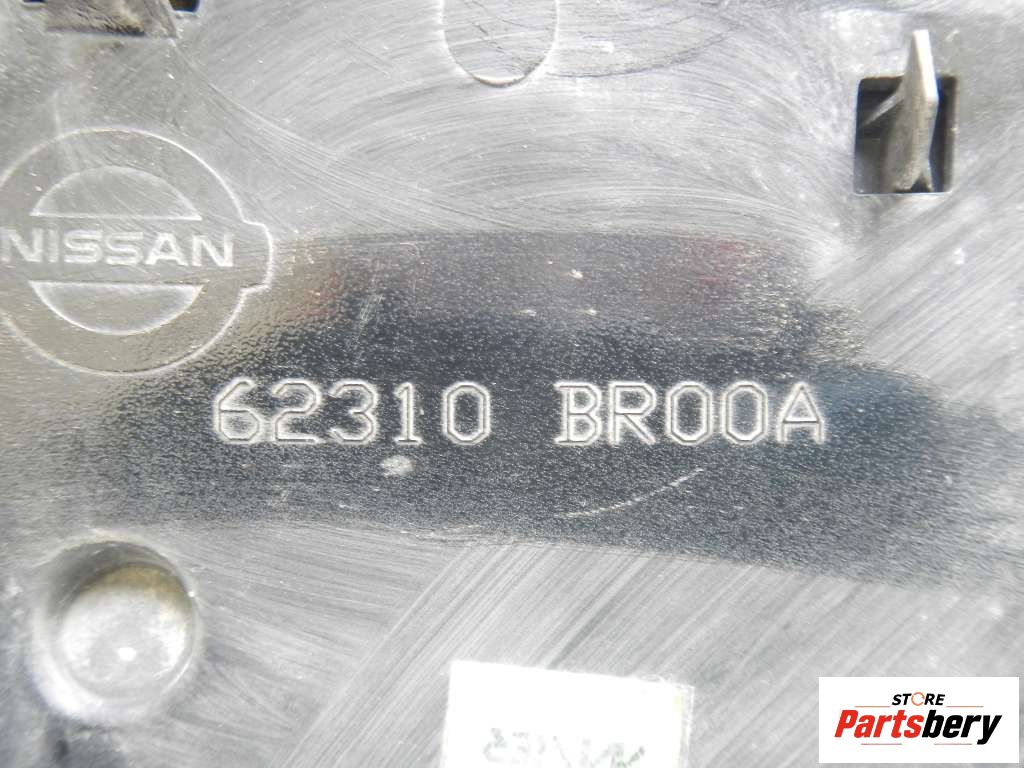 NISSAN
62310 BR00A
STORE
Partsbery